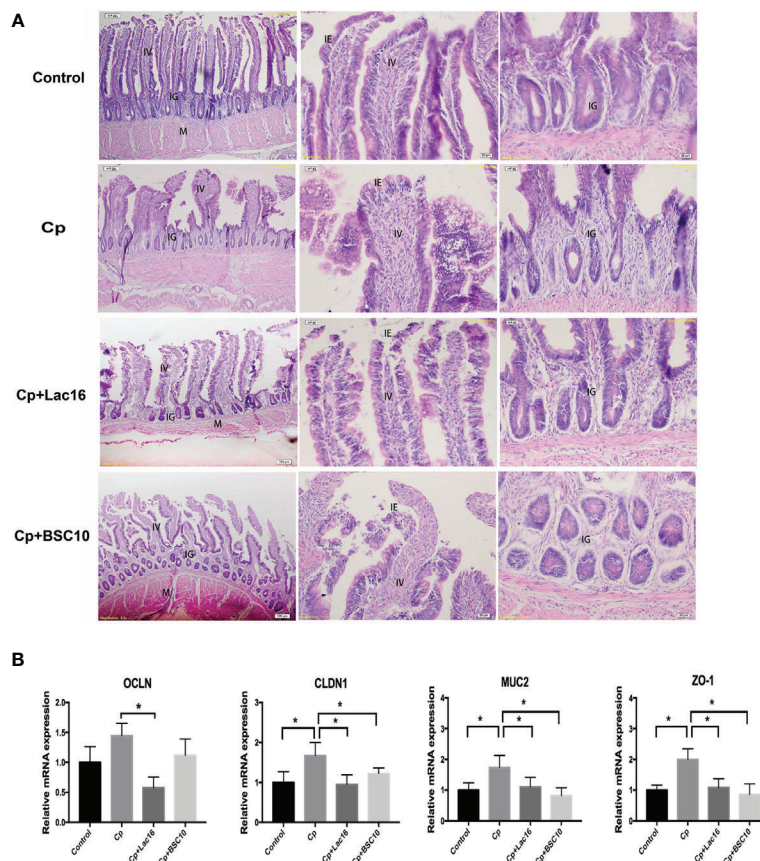 A
Control
IV
IG
M
IE
IV
IG
Cp
IV
IG
IE
IV
IG
Cp+Lac16
IV
IG
M
IE
IV
IG
Cp+BSC10
IV
IG
M
IE
IV
IG
B
OCLN
CLDN1
MUC2
ZO-1
Relative mRNA expression
2.0
1.5
1.0
0.5
0.0
*
Control
Cp
Cp+Lac16
Cp+BSC10
Relative mRNA expression
3
2
1
0
*
*
*
Control
Cp
Cp+Lac16
Cp+BSC10
Relative mRNA expression
4
3
2
1
0
*
*
*
Control
Cp
Cp+Lac16
Cp+BSC10
Relative mRNA expression
4
3
2
1
0
*
*
*
Control
Cp
Cp+Lac16
Cp+BSC10